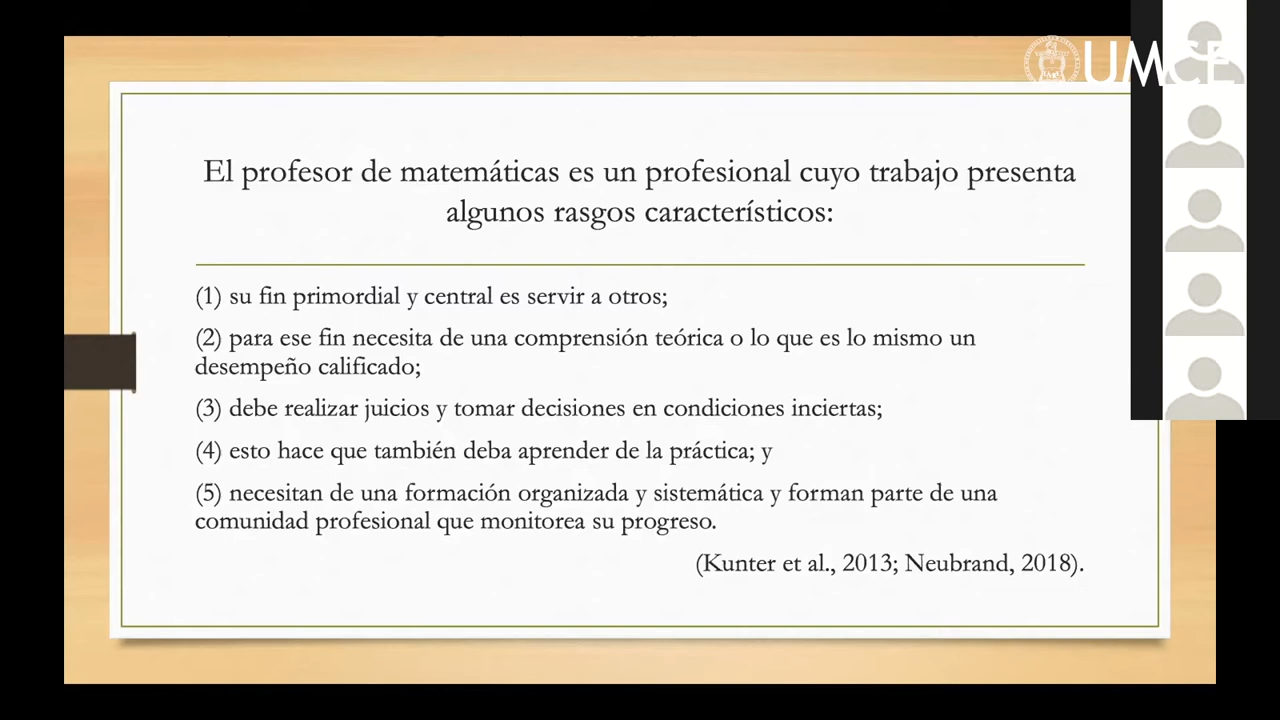 UMCE
El profesor de matemáticas es un profesional cuyo trabajo presenta
algunos rasgos característicos:
(1) su fin primordial y central es servir a otros;
(2) para ese fin necesita de una comprensión teórica o lo que es lo mismo un
desempeño calificado;
(3) debe realizar juicios y tomar decisiones en condiciones inciertas;
(4) esto hace que también deba aprender de la práctica; y
(5) necesitan de una formación organizada y sistemática y forman parte de una
comunidad profesional que monitorea su progreso.
(Kunter et al., 2013; Neubrand, 2018).